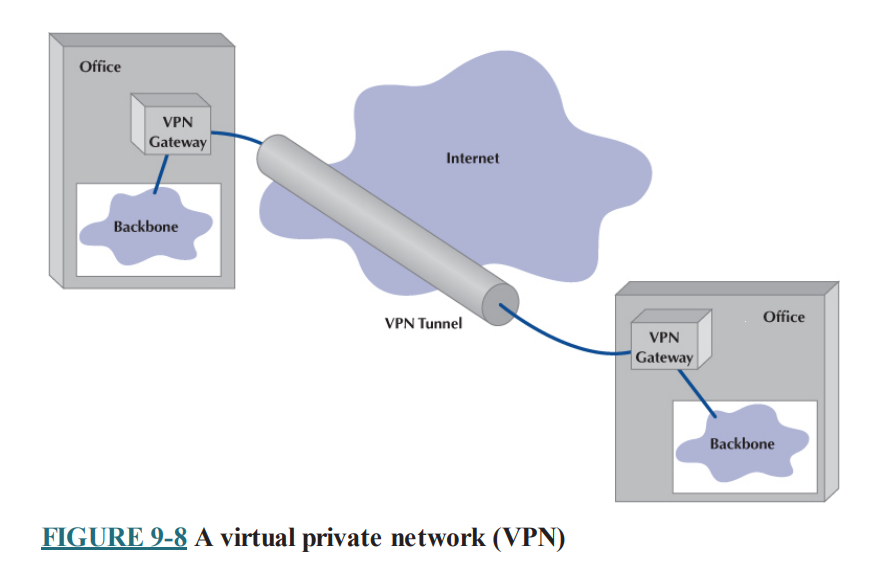 Office
VPN
Gateway
Backbone
Internet
VPN Tunnel
Office
VPN
Gateway
Backbone
FIGURE 9-8 A virtual private network (VPN)